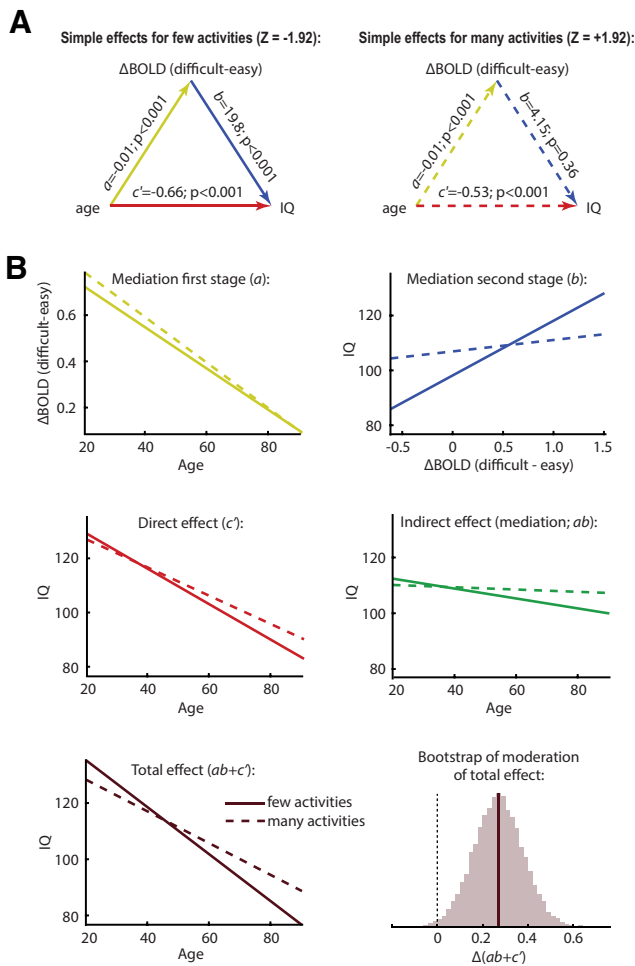 A
Simple effects for few activities (Z = -1.92):
ΔBOLD (difficult-easy)
a=-0.01; p<0.001
b=19.8; p<0.001
c'=-0.66; p<0.001
age
IQ
Simple effects for many activities (Z = +1.92):
ΔBOLD (difficult-easy)
a=-0.01; p<0.001
b=4.15; p=0.36
c'=-0.53; p<0.001
age
IQ
B
Mediation first stage (a):
ΔBOLD (difficult-easy)
0.6
0.4
0.2
20 40 60 80
Age
Mediation second stage (b):
IQ
120
100
80
-0.5 0 0.5 1.0 1.5
ΔBOLD (difficult - easy)
Direct effect (c'):
IQ
120
100
80
20 40 60 80
Age
Indirect effect (mediation; ab):
IQ
120
100
80
20 40 60 80
Age
Total effect (ab+c'):
few activities
many activities
IQ
120
100
80
20 40 60 80
Age
Bootstrap of moderation
of total effect:
0 0.2 0.4 0.6
Δ(ab+c')